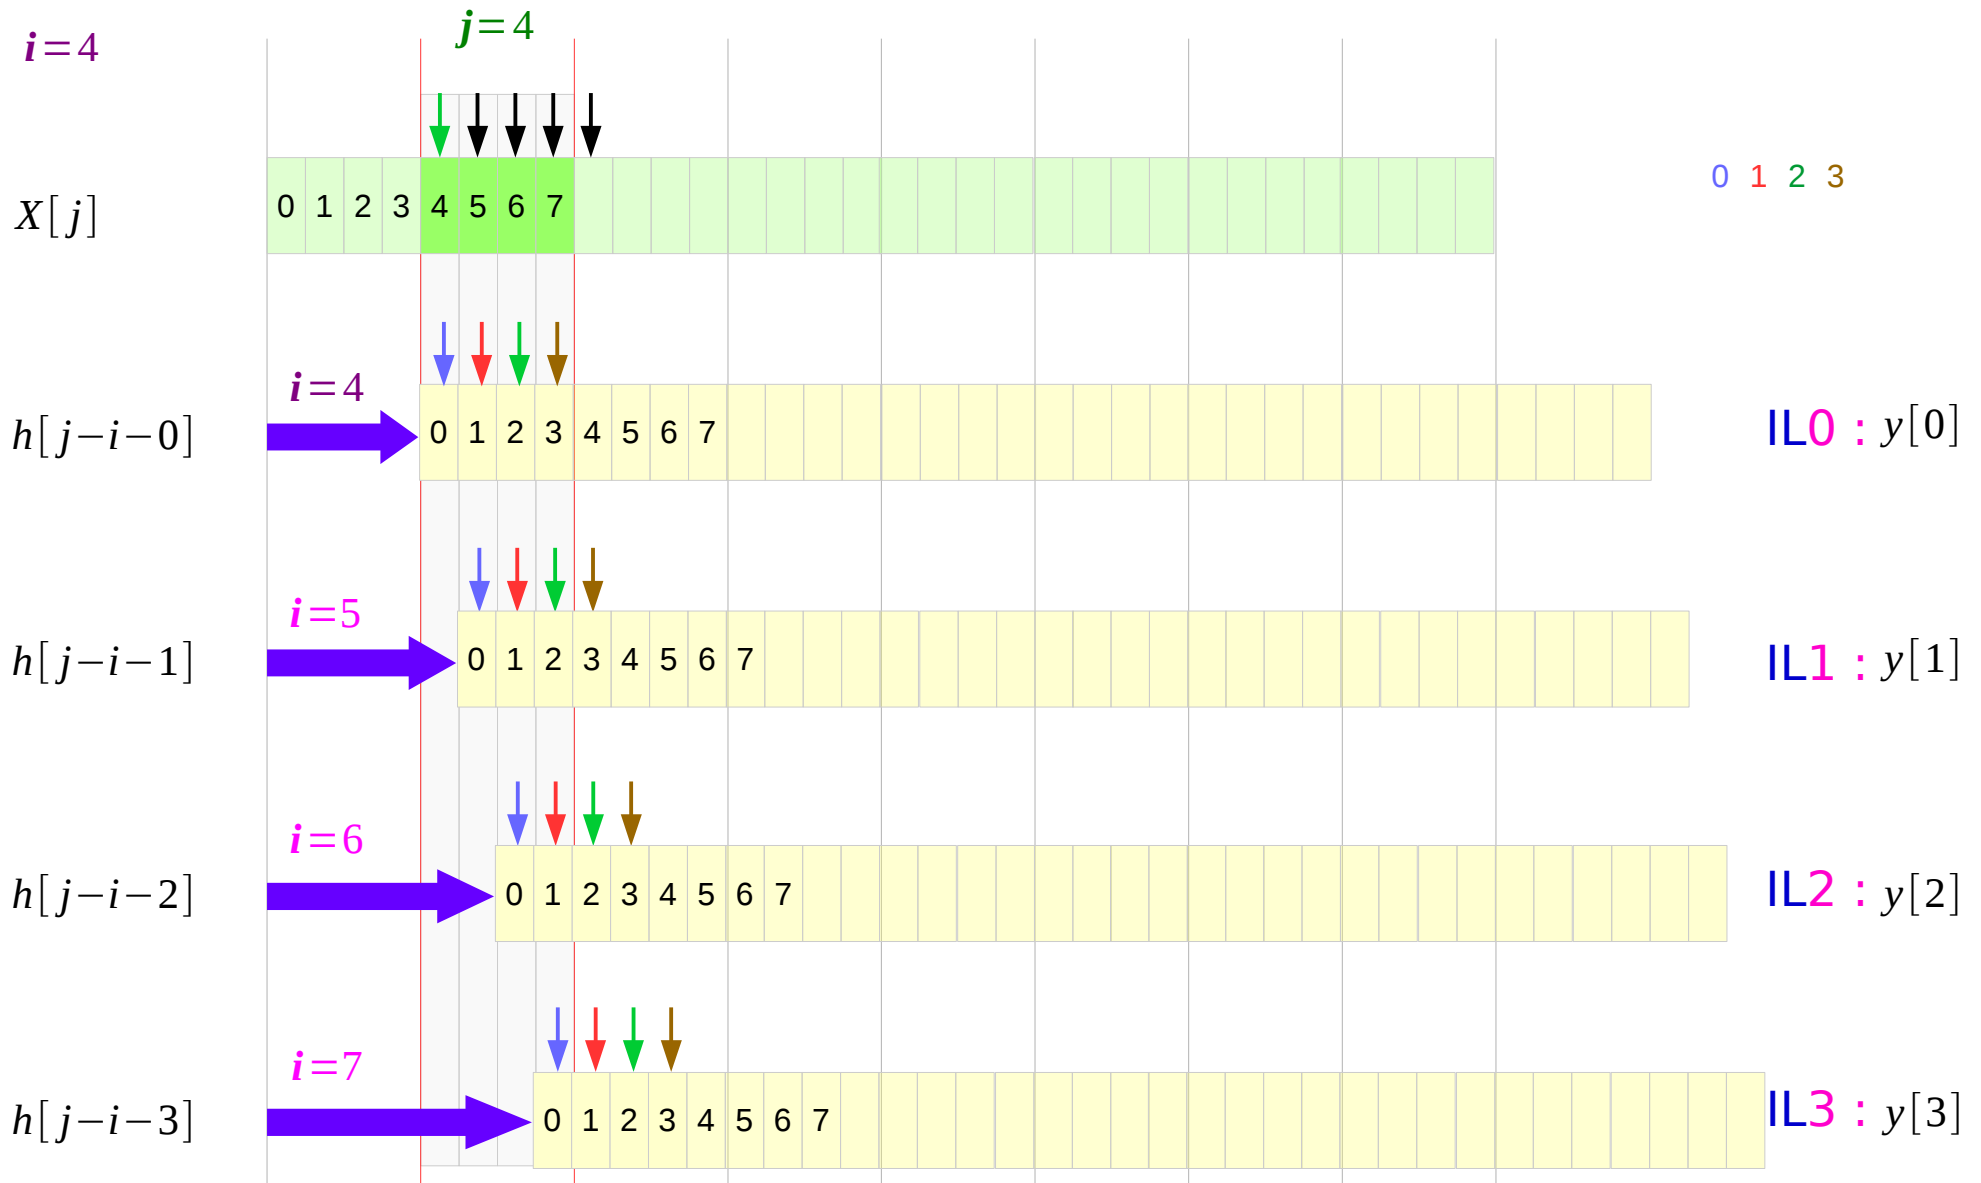 i=4
j=4
0 1 2 3
X[j]
0 1 2 3 4 5 6 7
i=4
h[j−i−0]
0 1 2 3 4 5 6 7
IL0 : y[0]
i=5
h[j−i−1]
0 1 2 3 4 5 6 7
IL1 : y[1]
i=6
h[j−i−2]
0 1 2 3 4 5 6 7
IL2 : y[2]
i=7
h[j−i−3]
0 1 2 3 4 5 6 7
IL3 : y[3]